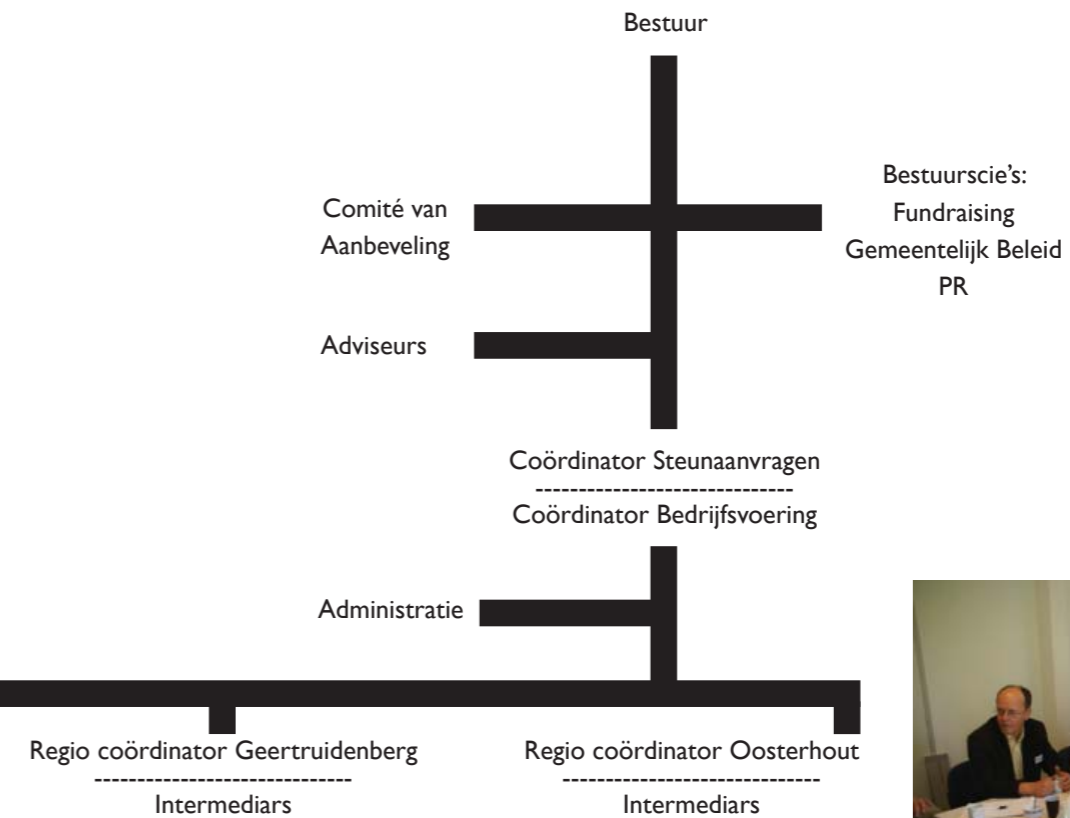 Bestuur
Comité van
Aanbeveling
Bestuurscie's:
Fundraising
Gemeentelijk Beleid
PR
Adviseurs
Coördinator Steunaanvragen
------------------------------
Coördinator Bedrijfsvoering
Administratie
Regio coördinator Geertruidenberg
------------------------------
Intermediars
Regio coördinator Oosterhout
------------------------------
Intermediars